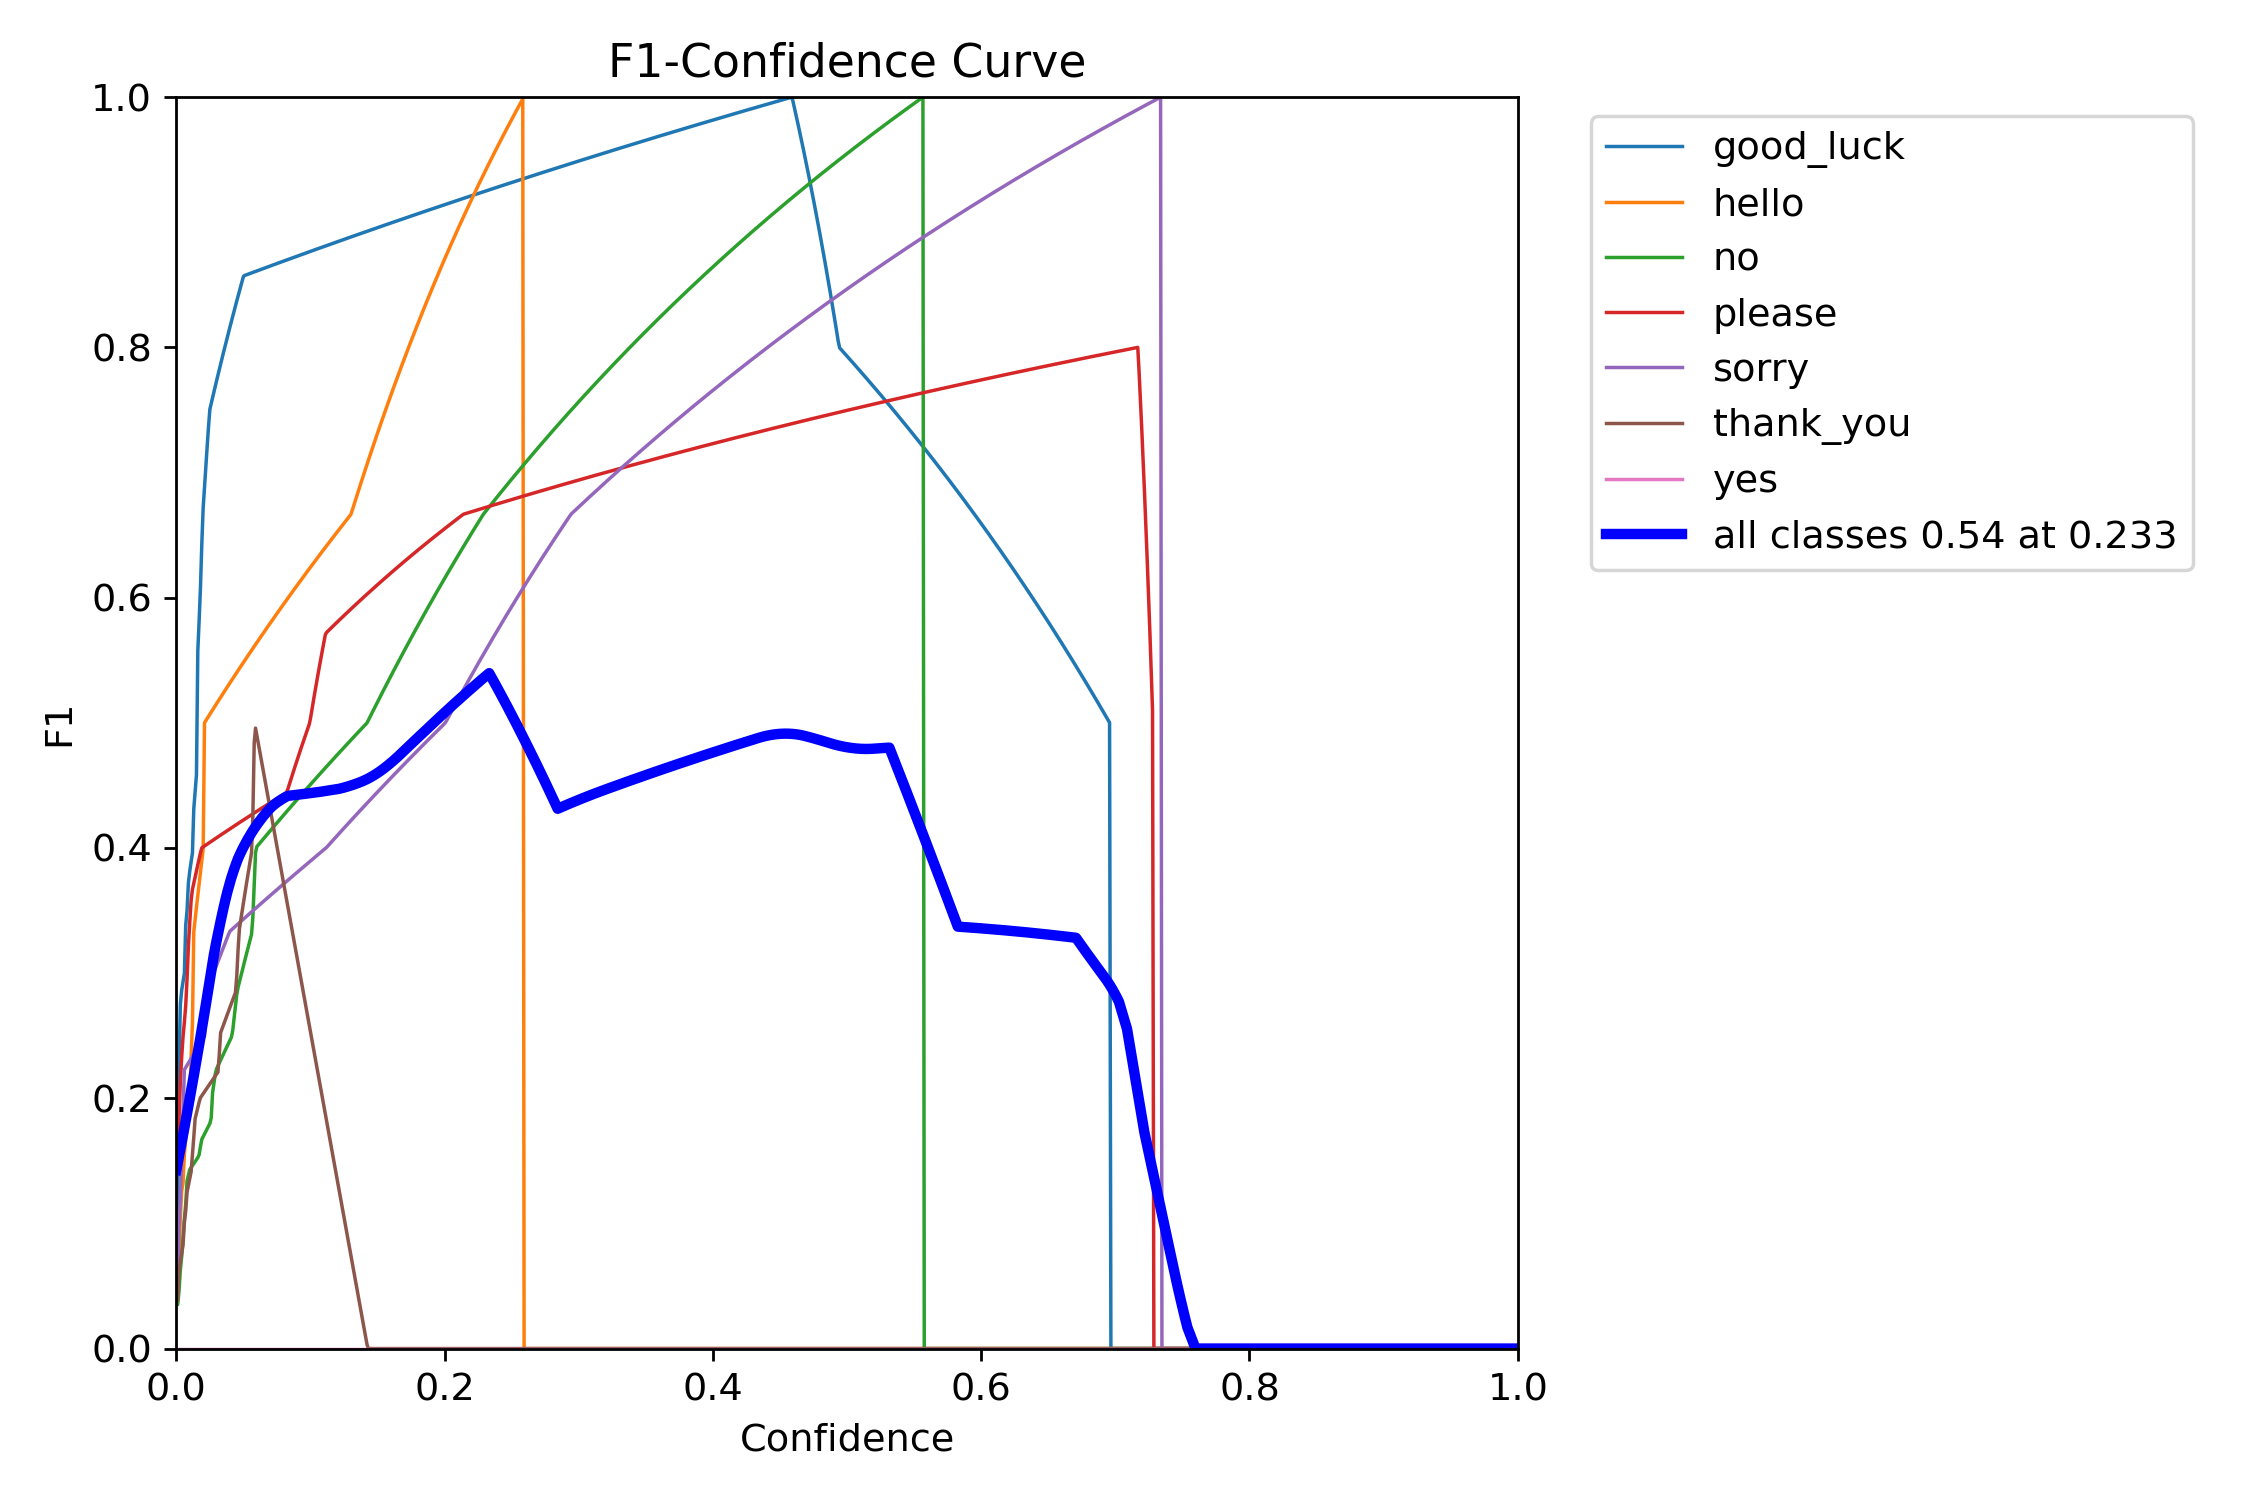 F1-Confidence Curve
1.0
0.8
0.6
0.4
0.2
0.0
F1
0.0 0.2 0.4 0.6 0.8 1.0
Confidence
good_luck
hello
no
please
sorry
thank_you
yes
all classes 0.54 at 0.233